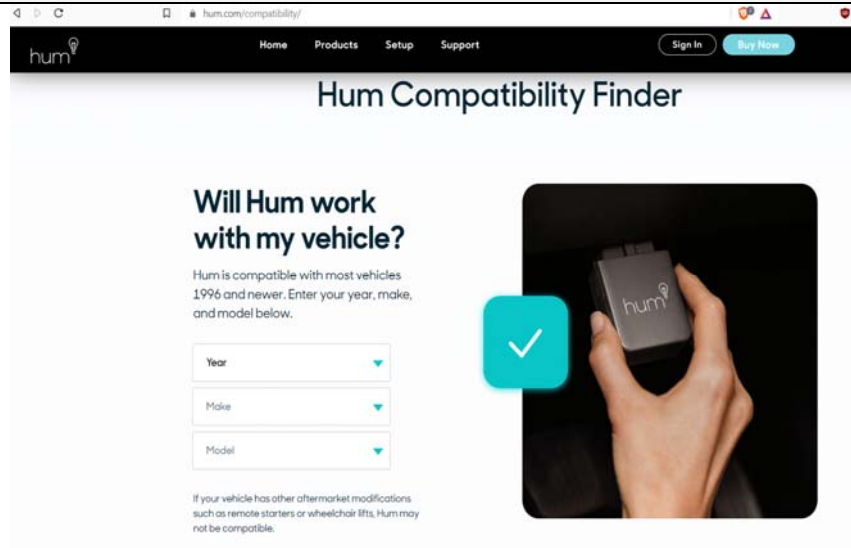 hum.com/compatibility/
hum
Home Products Setup Support
Sign In
Buy Now
Hum Compatibility Finder
Will Hum work
with my vehicle?
Hum is compatible with most vehicles
1996 and newer. Enter your year, make,
and model below.
Year
Make
Model
If your vehicle has other aftermarket modifications
such as remote starters or wheelchair lifts, Hum may
not be compatible.
hum